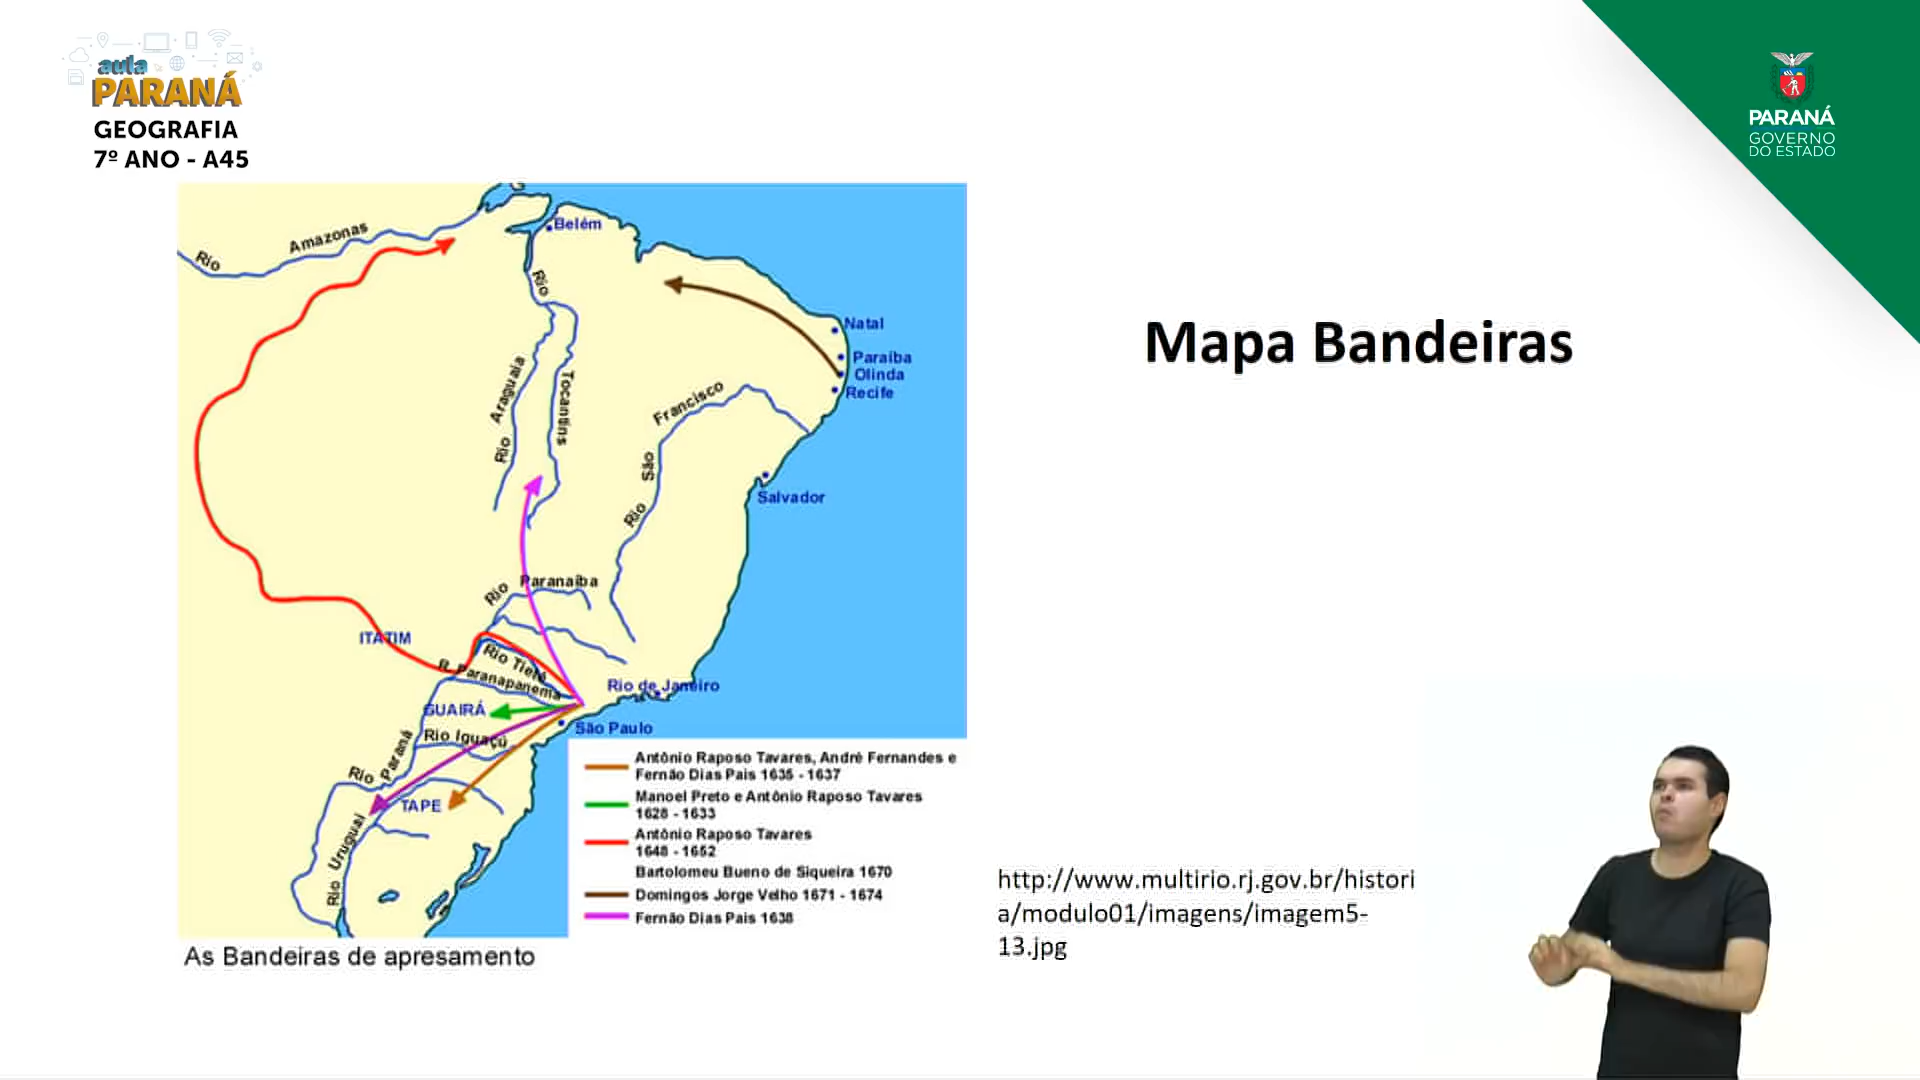 aula
PARANÁ
GEOGRAFIA
7º ANO - A45
PARANÁ
GOVERNO
DO ESTADO
Mapa Bandeiras
Rio Amazonas
Belém
Rio
Natal
Paraíba
Olinda
Recife
Rio Araguaia
Tocantins
Rio São Francisco
Salvador
Rio Paranaíba
ITATIM
Rio Tietê
R. Paranapanema
Rio de Janeiro
GUAIRÁ
São Paulo
Rio Iguaçú
Rio Paraná
TAPE
Rio Uruguai
Antônio Raposo Tavares, André Fernandes e
Fernão Dias Pais 1635 - 1637
Manoel Preto e Antônio Raposo Tavares
1628 - 1633
Antônio Raposo Tavares
1648 - 1652
Bartolomeu Bueno de Siqueira 1670
Domingos Jorge Velho 1671 - 1674
Fernão Dias Pais 1638
As Bandeiras de apresamento
http://www.multirio.rj.gov.br/histori
a/modulo01/imagens/imagem5-
13.jpg